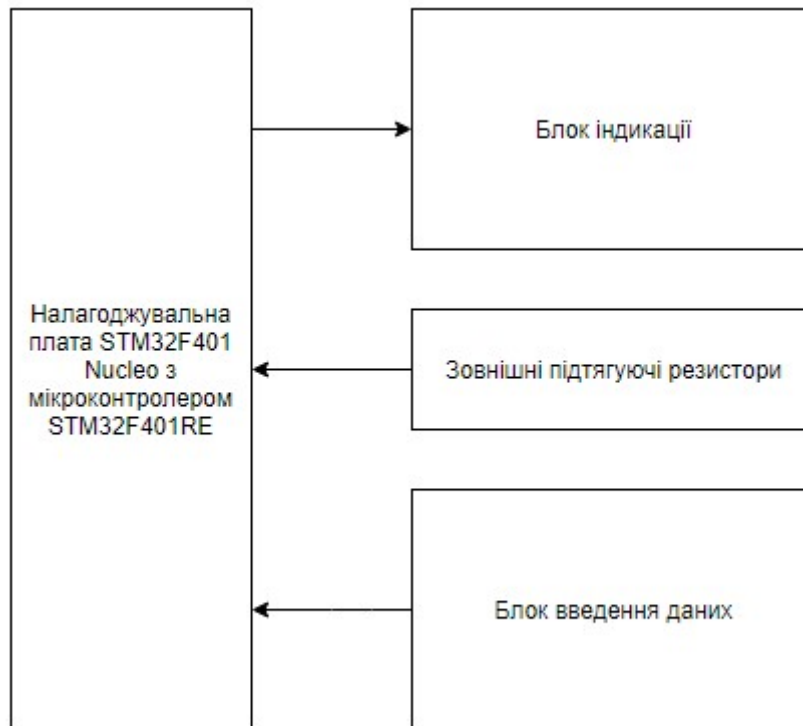 Блок індикації
Налагоджувальна
плата STM32F401
Nucleo з
мікроконтролером
STM32F401RE
Зовнішні підтягуючі резистори
Блок введення даних